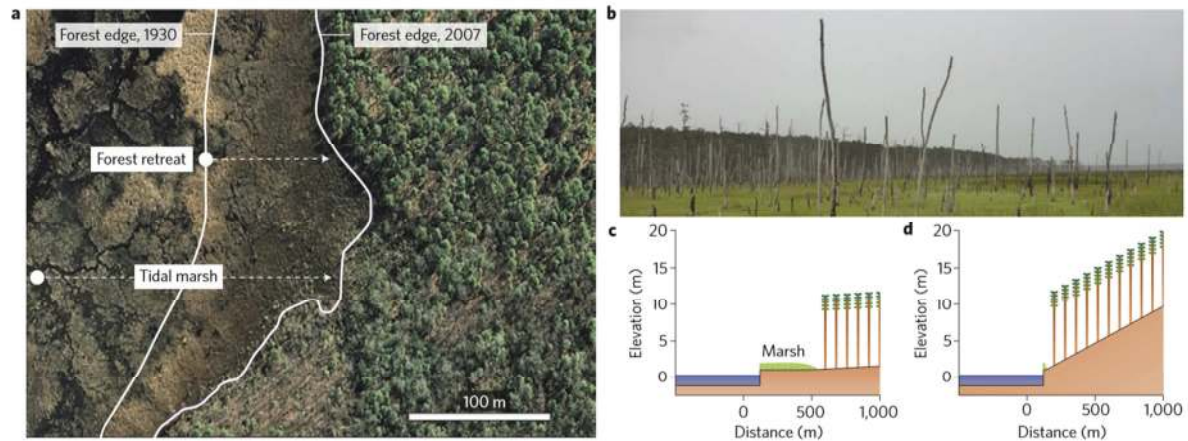 a
Forest edge, 1930
Forest edge, 2007
Forest retreat
Tidal marsh
100 m
b
c
20
15
10
5
0
Elevation (m)
Marsh
0
500
1,000
Distance (m)
d
20
15
10
5
0
Elevation (m)
0
500
1,000
Distance (m)